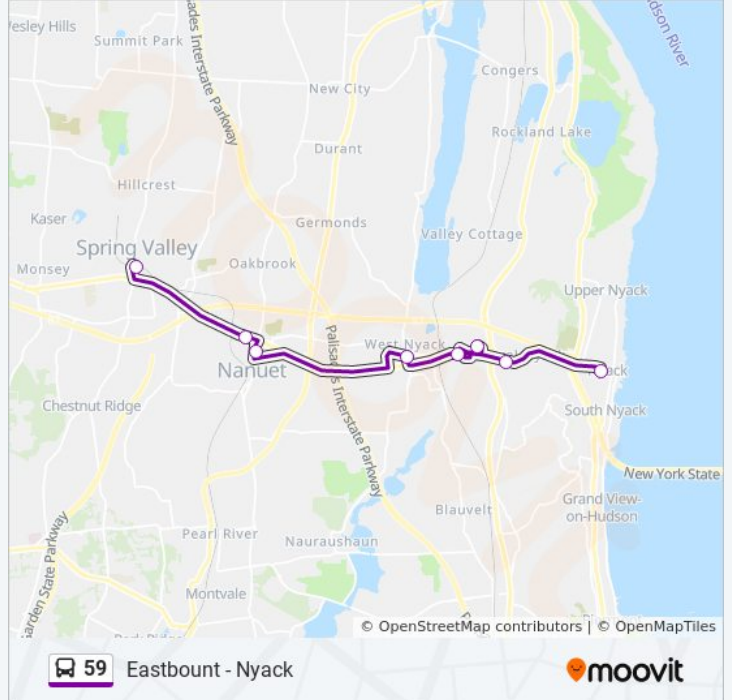 Wesley Hills
Summit Park
Palisades Interstate Parkway
Hudson River
Congers
New City
Rockland Lake
Durant
Hillcrest
Kaser
Germonds
Valley Cottage
Spring Valley
Monsey
Oakbrook
Upper Nyack
West Nyack
Nanuet
Palisades Interstate Parkway
Chestnut Ridge
South Nyack
New York State
Grand View-
on-Hudson
Blauvelt
Pearl River
Nauraushaun
Garden State Parkway
Montvale
© OpenStreetMap contributors | © OpenMapTiles
59 Eastbount - Nyack
moovit